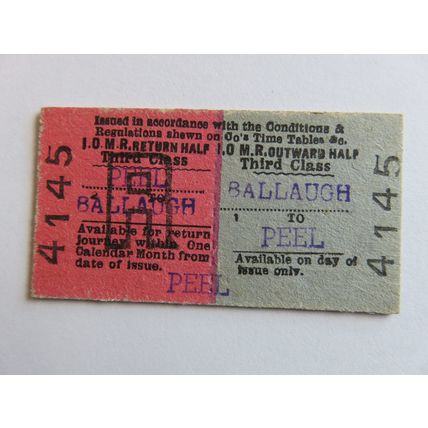 Issued in accordance with the Conditions &
Regulations shewn on Co's Time Tables &c.
I.O M.R. RETURN HALF
Third Class
PEEL
TO
BALLAUGH
Available for return
journey within One
Calendar Month from
date of issue.
PEEL
4145
I.O M.R. OUTWARD HALF
Third Class
BALLAUGH
1 TO
PEEL
Available on day of
issue only.
4145